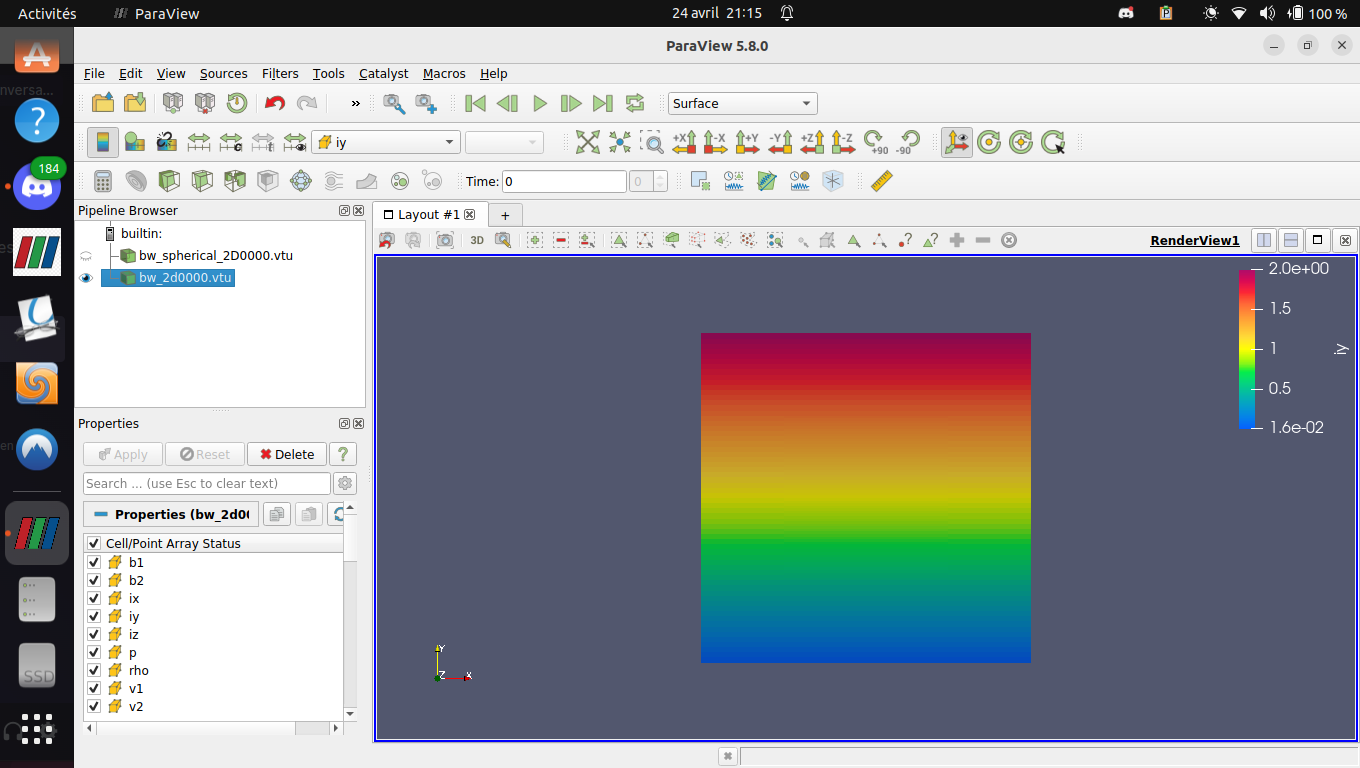 Activités
ParaView
24 avril 21:15
100 %
ParaView 5.8.0
File Edit View Sources Filters Tools Catalyst Macros Help
Surface
iy
+X -X +Y -Y +Z -Z +90 -90
Time: 0
0
184
Pipeline Browser
builtin:
bw_spherical_2D0000.vtu
bw_2d0000.vtu
Layout #1
+
3D
RenderView1
2.0e+00
1.5
1
0.5
1.6e-02
iy
Y
Z
X
Properties
Apply Reset Delete ?
Search ... (use Esc to clear text)
Properties (bw_2d00
Cell/Point Array Status
b1
b2
ix
iy
iz
p
rho
v1
v2
SSD